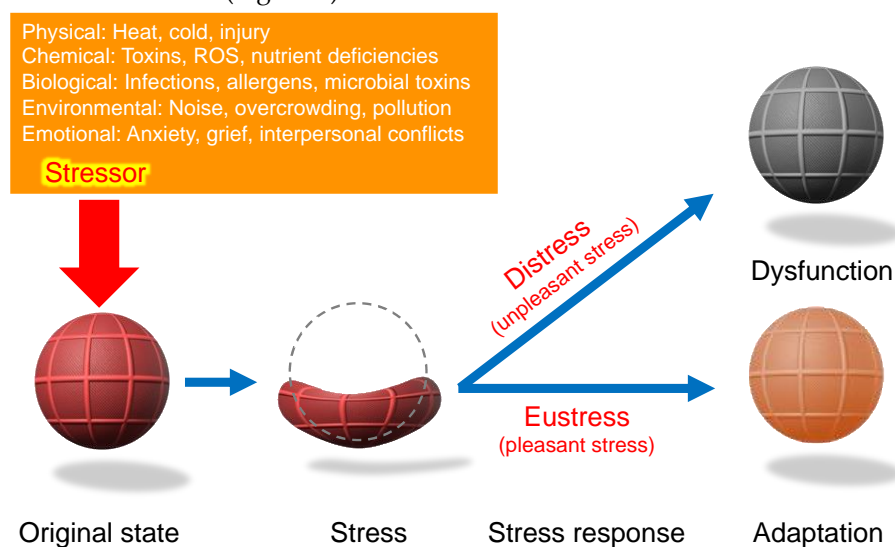 Physical: Heat, cold, injury
Chemical: Toxins, ROS, nutrient deficiencies
Biological: Infections, allergens, microbial toxins
Environmental: Noise, overcrowding, pollution
Emotional: Anxiety, grief, interpersonal conflicts
Stressor
Distress
(unpleasant stress)
Dysfunction
Eustress
(pleasant stress)
Original state
Stress
Stress response
Adaptation